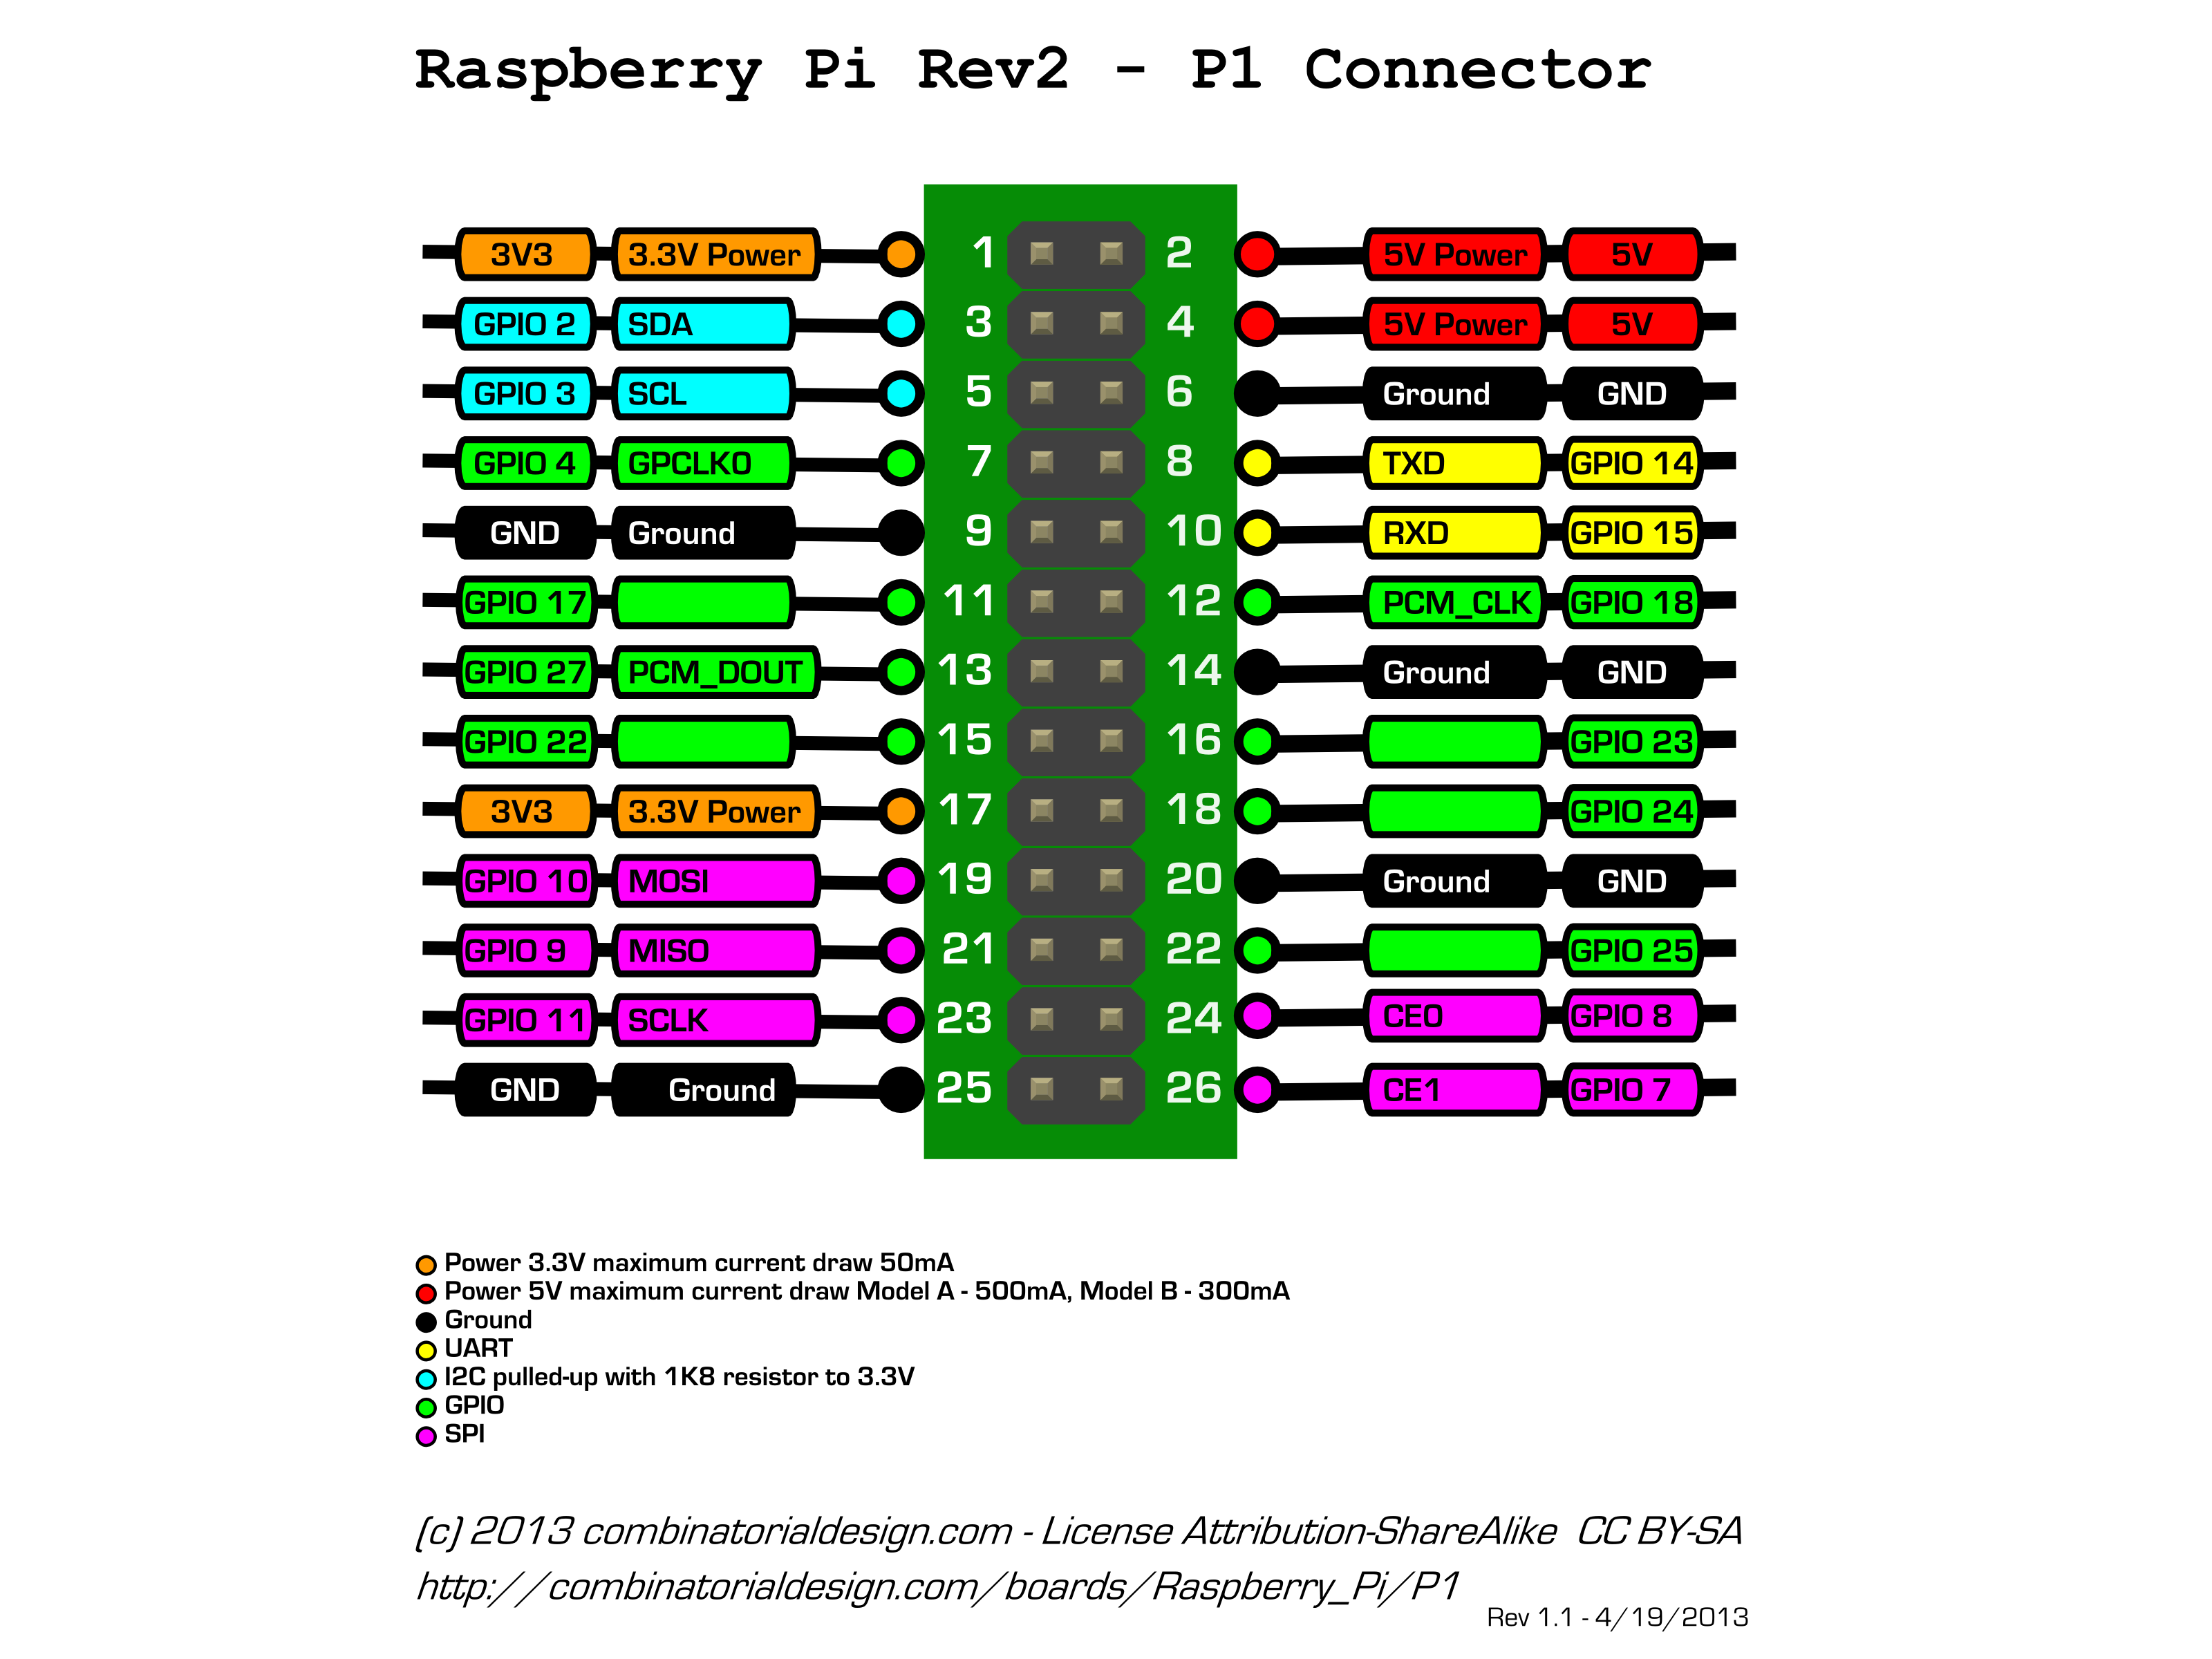 Raspberry Pi Rev2 - P1 Connector
3V3 3.3V Power 1 2 5V Power 5V
GPIO 2 SDA 3 4 5V Power 5V
GPIO 3 SCL 5 6 Ground GND
GPIO 4 GPCLK0 7 8 TXD GPIO 14
GND Ground 9 10 RXD GPIO 15
GPIO 17 11 12 PCM_CLK GPIO 18
GPIO 27 PCM_DOUT 13 14 Ground GND
GPIO 22 15 16 GPIO 23
3V3 3.3V Power 17 18 GPIO 24
GPIO 10 MOSI 19 20 Ground GND
GPIO 9 MISO 21 22 GPIO 25
GPIO 11 SCLK 23 24 CE0 GPIO 8
GND Ground 25 26 CE1 GPIO 7
Power 3.3V maximum current draw 50mA
Power 5V maximum current draw Model A - 500mA, Model B - 300mA
Ground
UART
I2C pulled-up with 1K8 resistor to 3.3V
GPIO
SPI
(c) 2013 combinatorialdesign.com - License Attribution-ShareAlike CC BY-SA
http://combinatorialdesign.com/boards/Raspberry_Pi/P1
Rev 1.1 - 4/19/2013